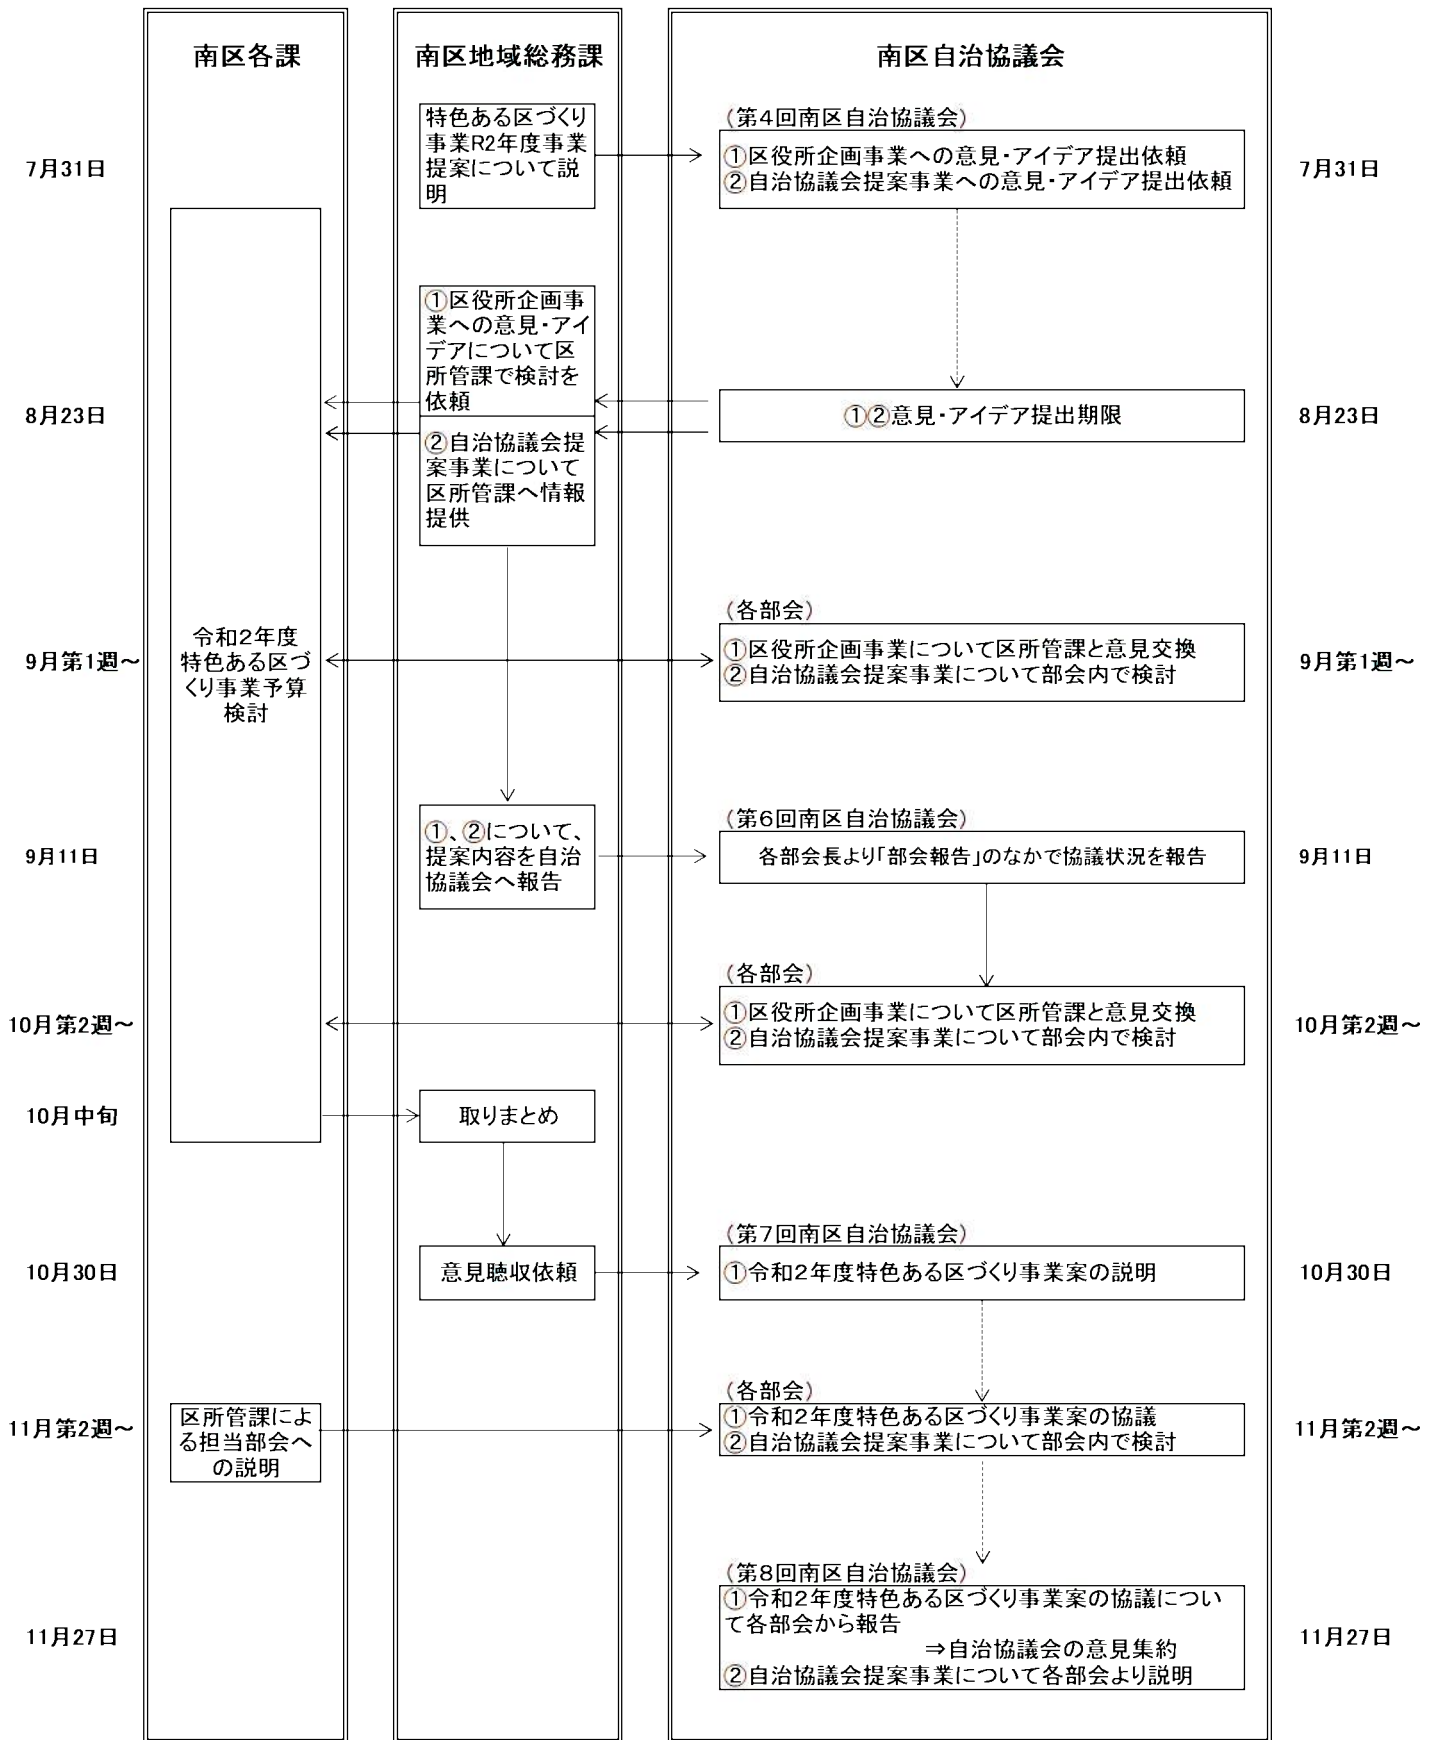 南区各課
南区地域総務課
南区自治協議会
7月31日
特色ある区づくり
事業R2年度事業
提案について説
明
(第4回南区自治協議会)
①区役所企画事業への意見・アイデア提出依頼
②自治協議会提案事業への意見・アイデア提出依頼
7月31日
8月23日
①区役所企画事
業への意見・アイ
デアについて区
所管課で検討を
依頼
②自治協議会提
案事業について
区所管課へ情報
提供
①②意見・アイデア提出期限
8月23日
9月第1週～
令和2年度
特色ある区づ
くり事業予算
検討
(各部会)
①区役所企画事業について区所管課と意見交換
②自治協議会提案事業について部会内で検討
9月第1週～
9月11日
①、②について、
提案内容を自治
協議会へ報告
(第6回南区自治協議会)
各部会長より「部会報告」のなかで協議状況を報告
9月11日
10月第2週～
(各部会)
①区役所企画事業について区所管課と意見交換
②自治協議会提案事業について部会内で検討
10月第2週～
10月中旬
取りまとめ
10月30日
意見聴収依頼
(第7回南区自治協議会)
①令和2年度特色ある区づくり事業案の説明
10月30日
11月第2週～
区所管課によ
る担当部会へ
の説明
(各部会)
①令和2年度特色ある区づくり事業案の協議
②自治協議会提案事業について部会内で検討
11月第2週～
11月27日
(第8回南区自治協議会)
①令和2年度特色ある区づくり事業案の協議につい
て各部会から報告
⇒自治協議会の意見集約
②自治協議会提案事業について各部会より説明
11月27日